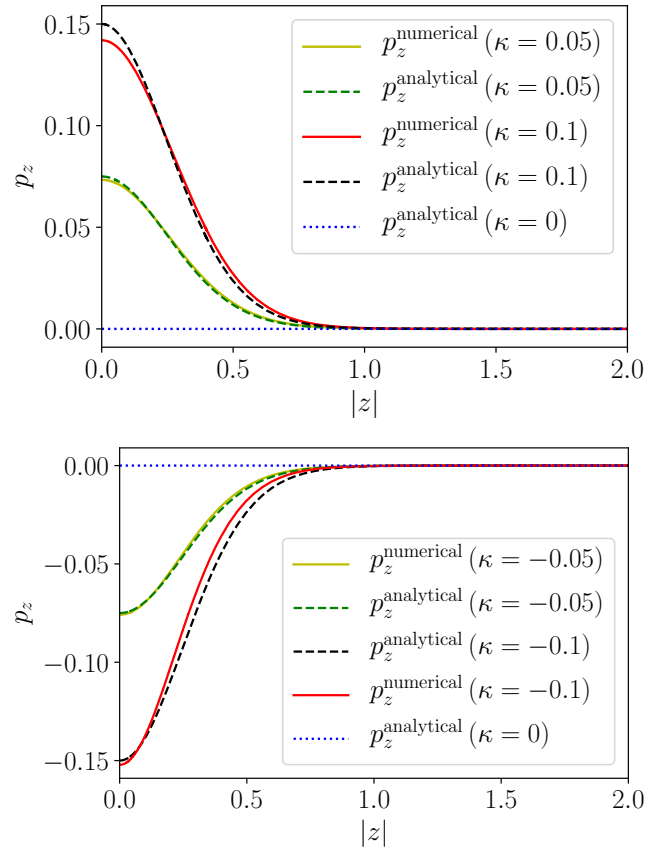 0.15
0.10
0.05
0.00
p_z
p_z^numerical (κ = 0.05)
p_z^analytical (κ = 0.05)
p_z^numerical (κ = 0.1)
p_z^analytical (κ = 0.1)
p_z^analytical (κ = 0)
0.0 0.5 1.0 1.5 2.0
|z|
0.00
−0.05
−0.10
−0.15
p_z
p_z^numerical (κ = −0.05)
p_z^analytical (κ = −0.05)
p_z^analytical (κ = −0.1)
p_z^numerical (κ = −0.1)
p_z^analytical (κ = 0)
0.0 0.5 1.0 1.5 2.0
|z|